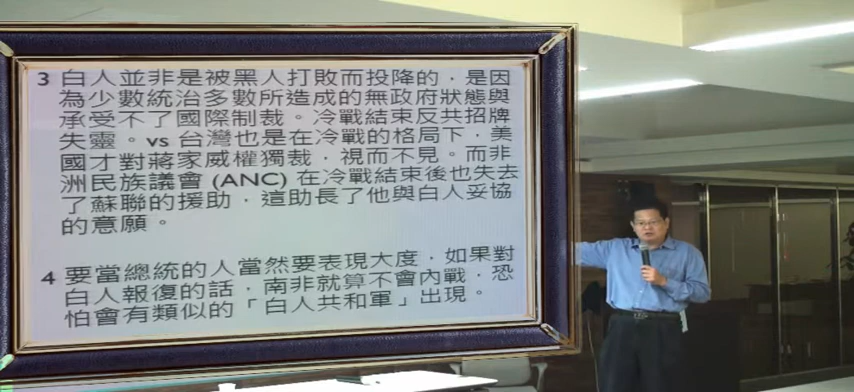 3 白人並非是被黑人打敗而投降的，是因
為少數統治多數所造成的無政府狀態與
承受不了國際制裁。冷戰結束反共招牌
失靈。vs 台灣也是在冷戰的格局下，美
國才對蔣家威權獨裁，視而不見。而非
洲民族議會 (ANC) 在冷戰結束後也失去
了蘇聯的援助，這助長了他與白人妥協
的意願。
4 要當總統的人當然要表現大度，如果對
白人報復的話，南非就算不會內戰，恐
怕會有類似的「白人共和軍」出現。